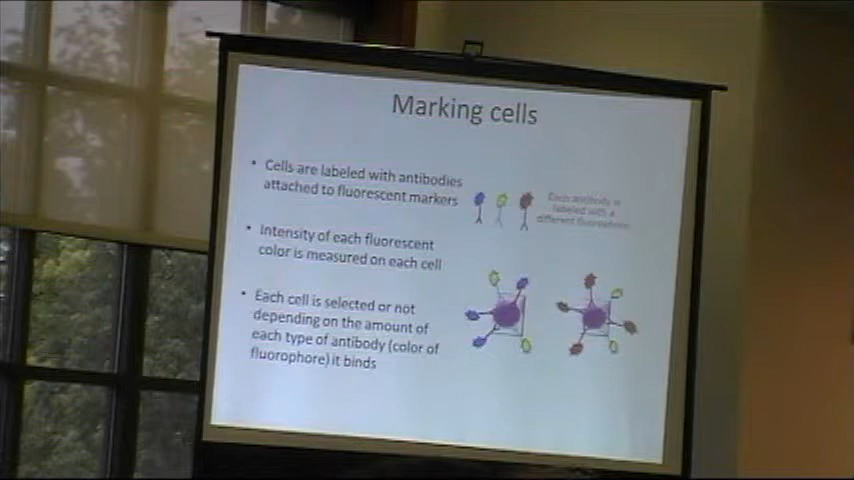 Marking cells
• Cells are labeled with antibodies
attached to fluorescent markers
Each antibody is
labeled with a
different fluorophore
• Intensity of each fluorescent
color is measured on each cell
• Each cell is selected or not
depending on the amount of
each type of antibody (color of
fluorophore) it binds